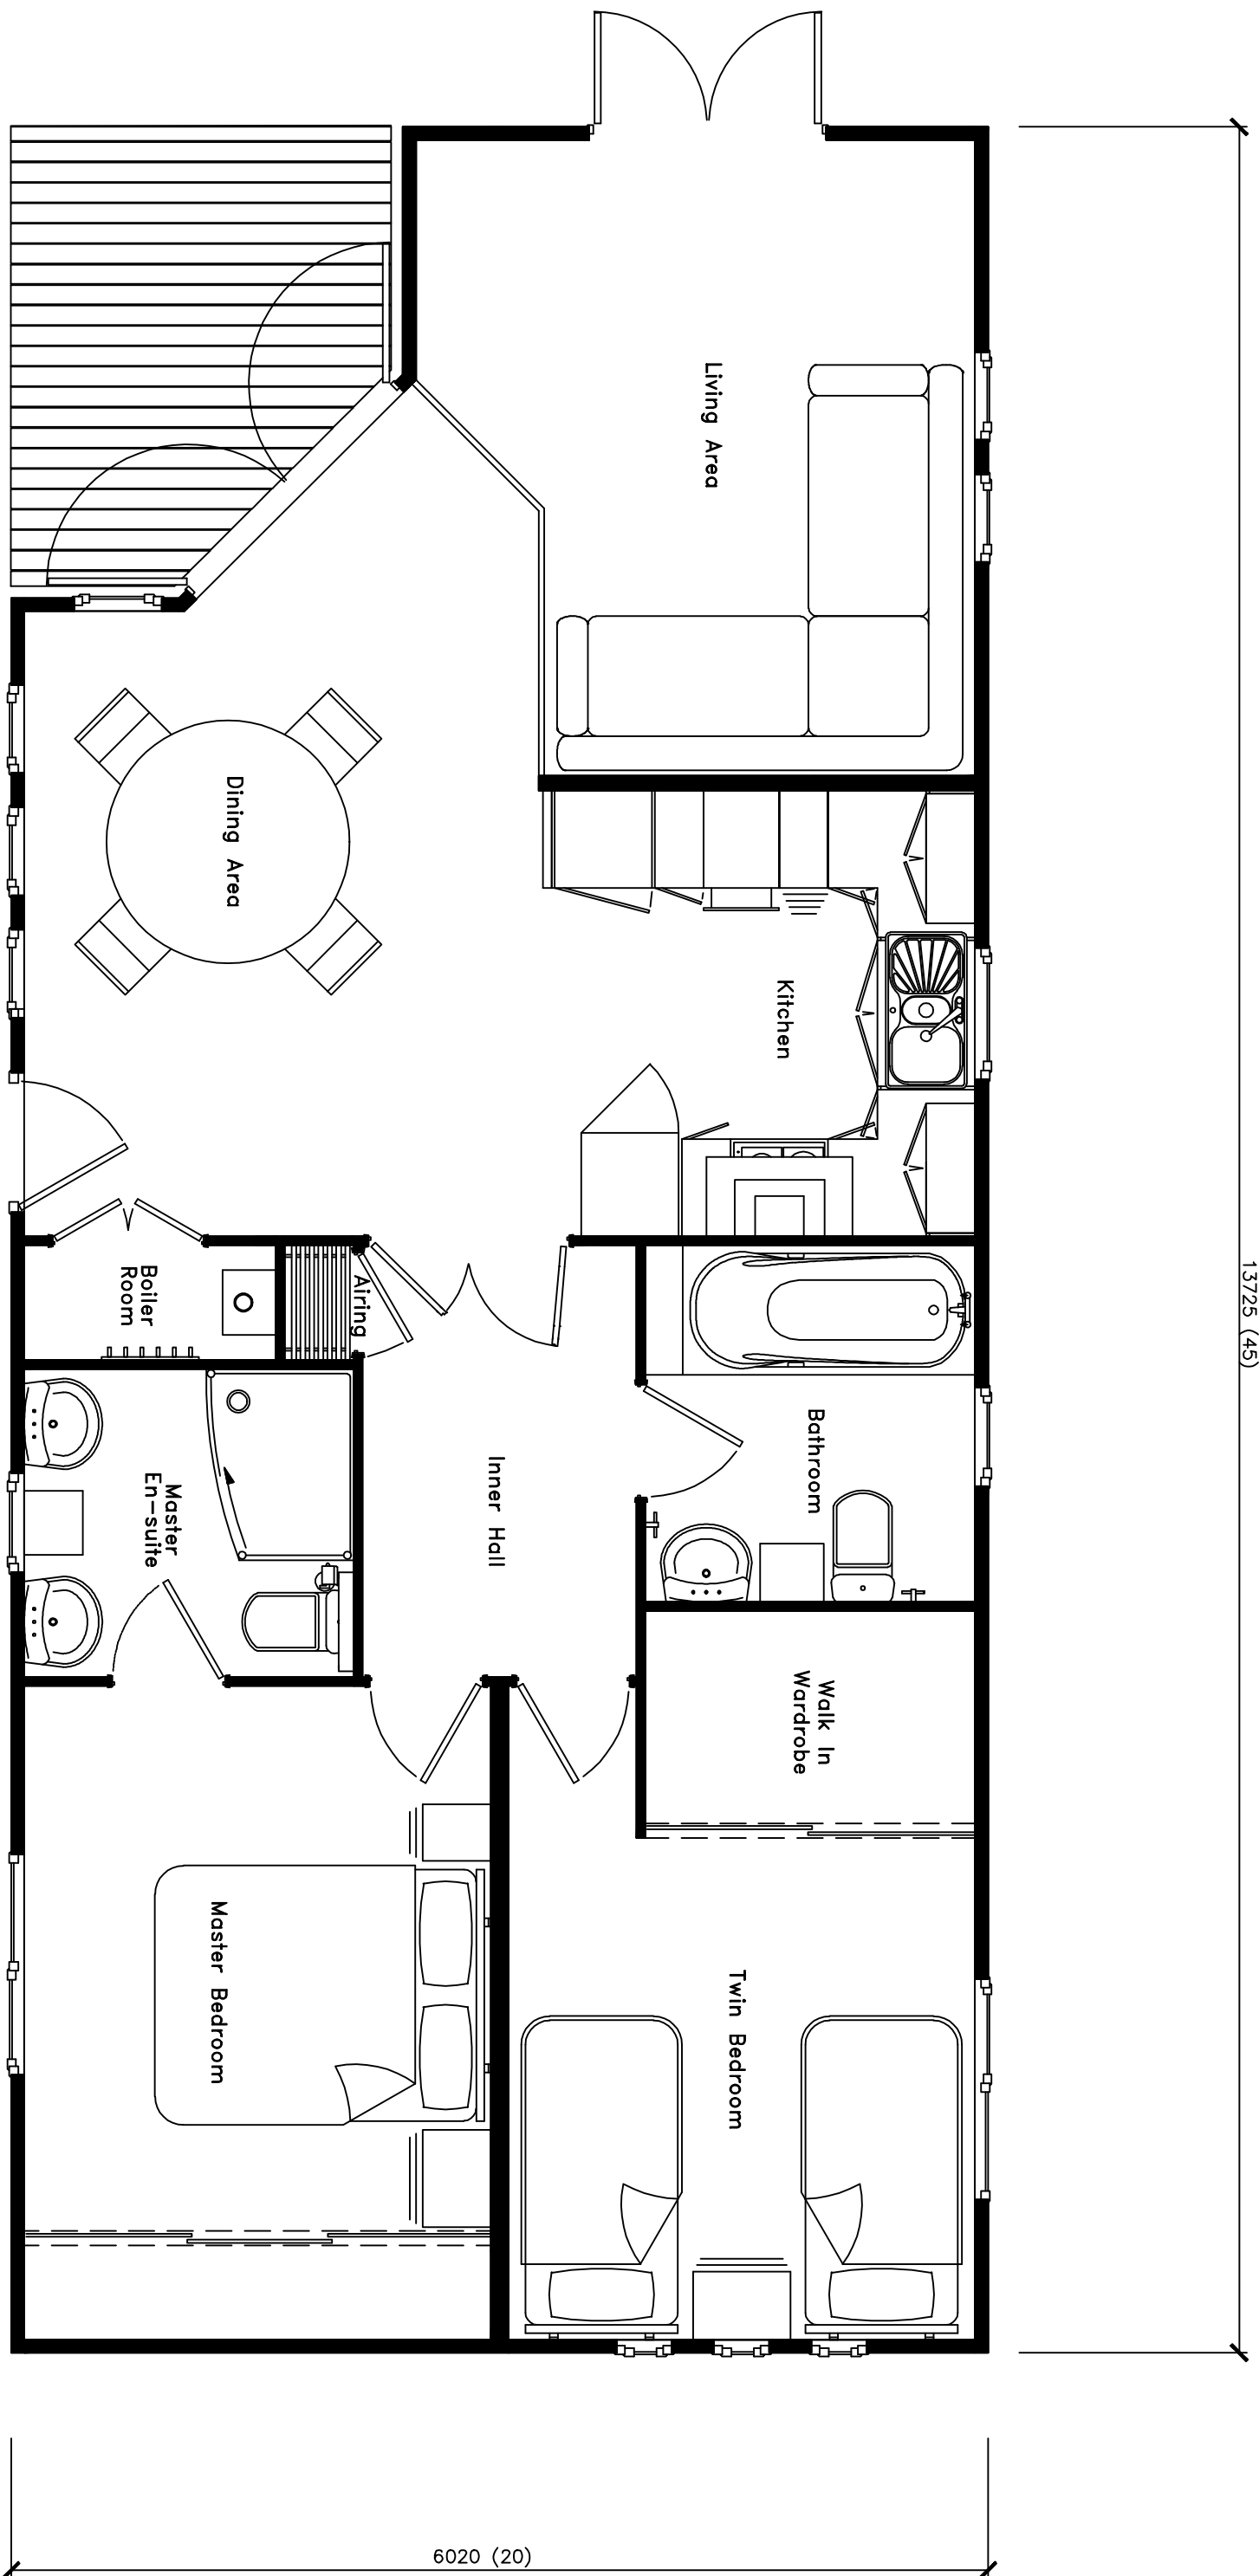 13725 (45)
Living Area
Kitchen
Dining Area
Boiler
Room
Airing
Bathroom
Inner Hall
Master
En-suite
Walk In
Wardrobe
Master Bedroom
Twin Bedroom
6020 (20)